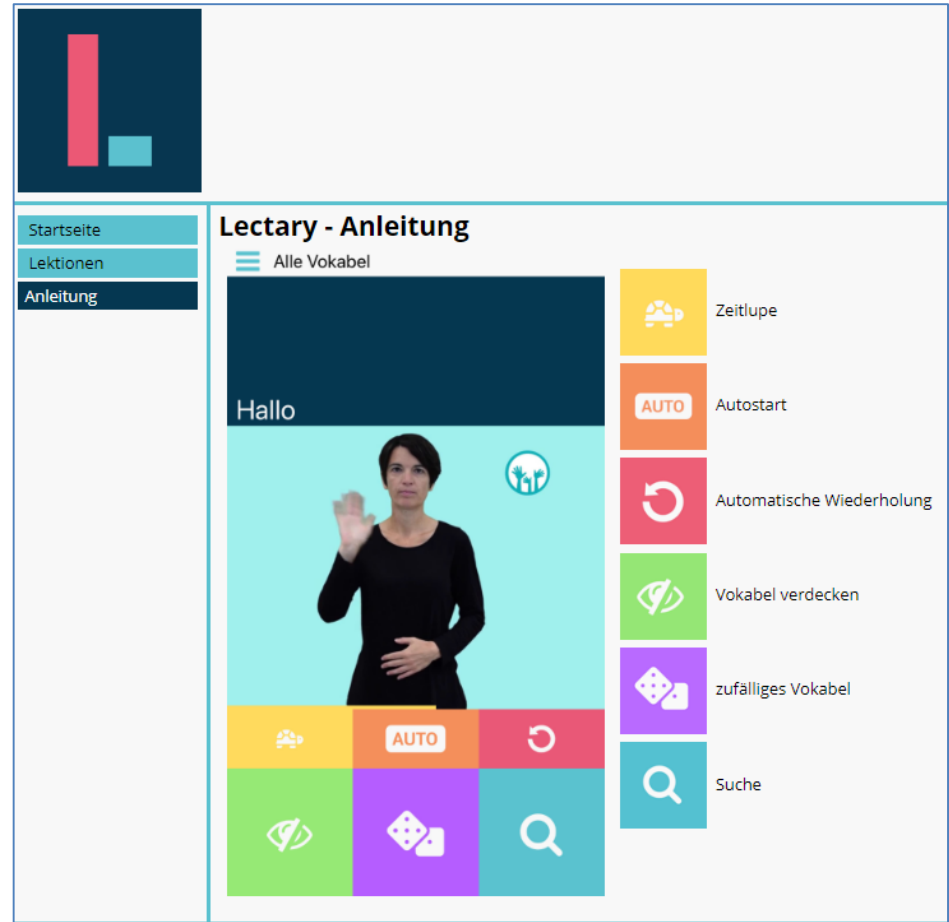 Startseite
Lektionen
Anleitung
Lectary - Anleitung
Alle Vokabel
Hallo
AUTO
Zeitlupe
AUTO
Autostart
Automatische Wiederholung
Vokabel verdecken
zufälliges Vokabel
Suche